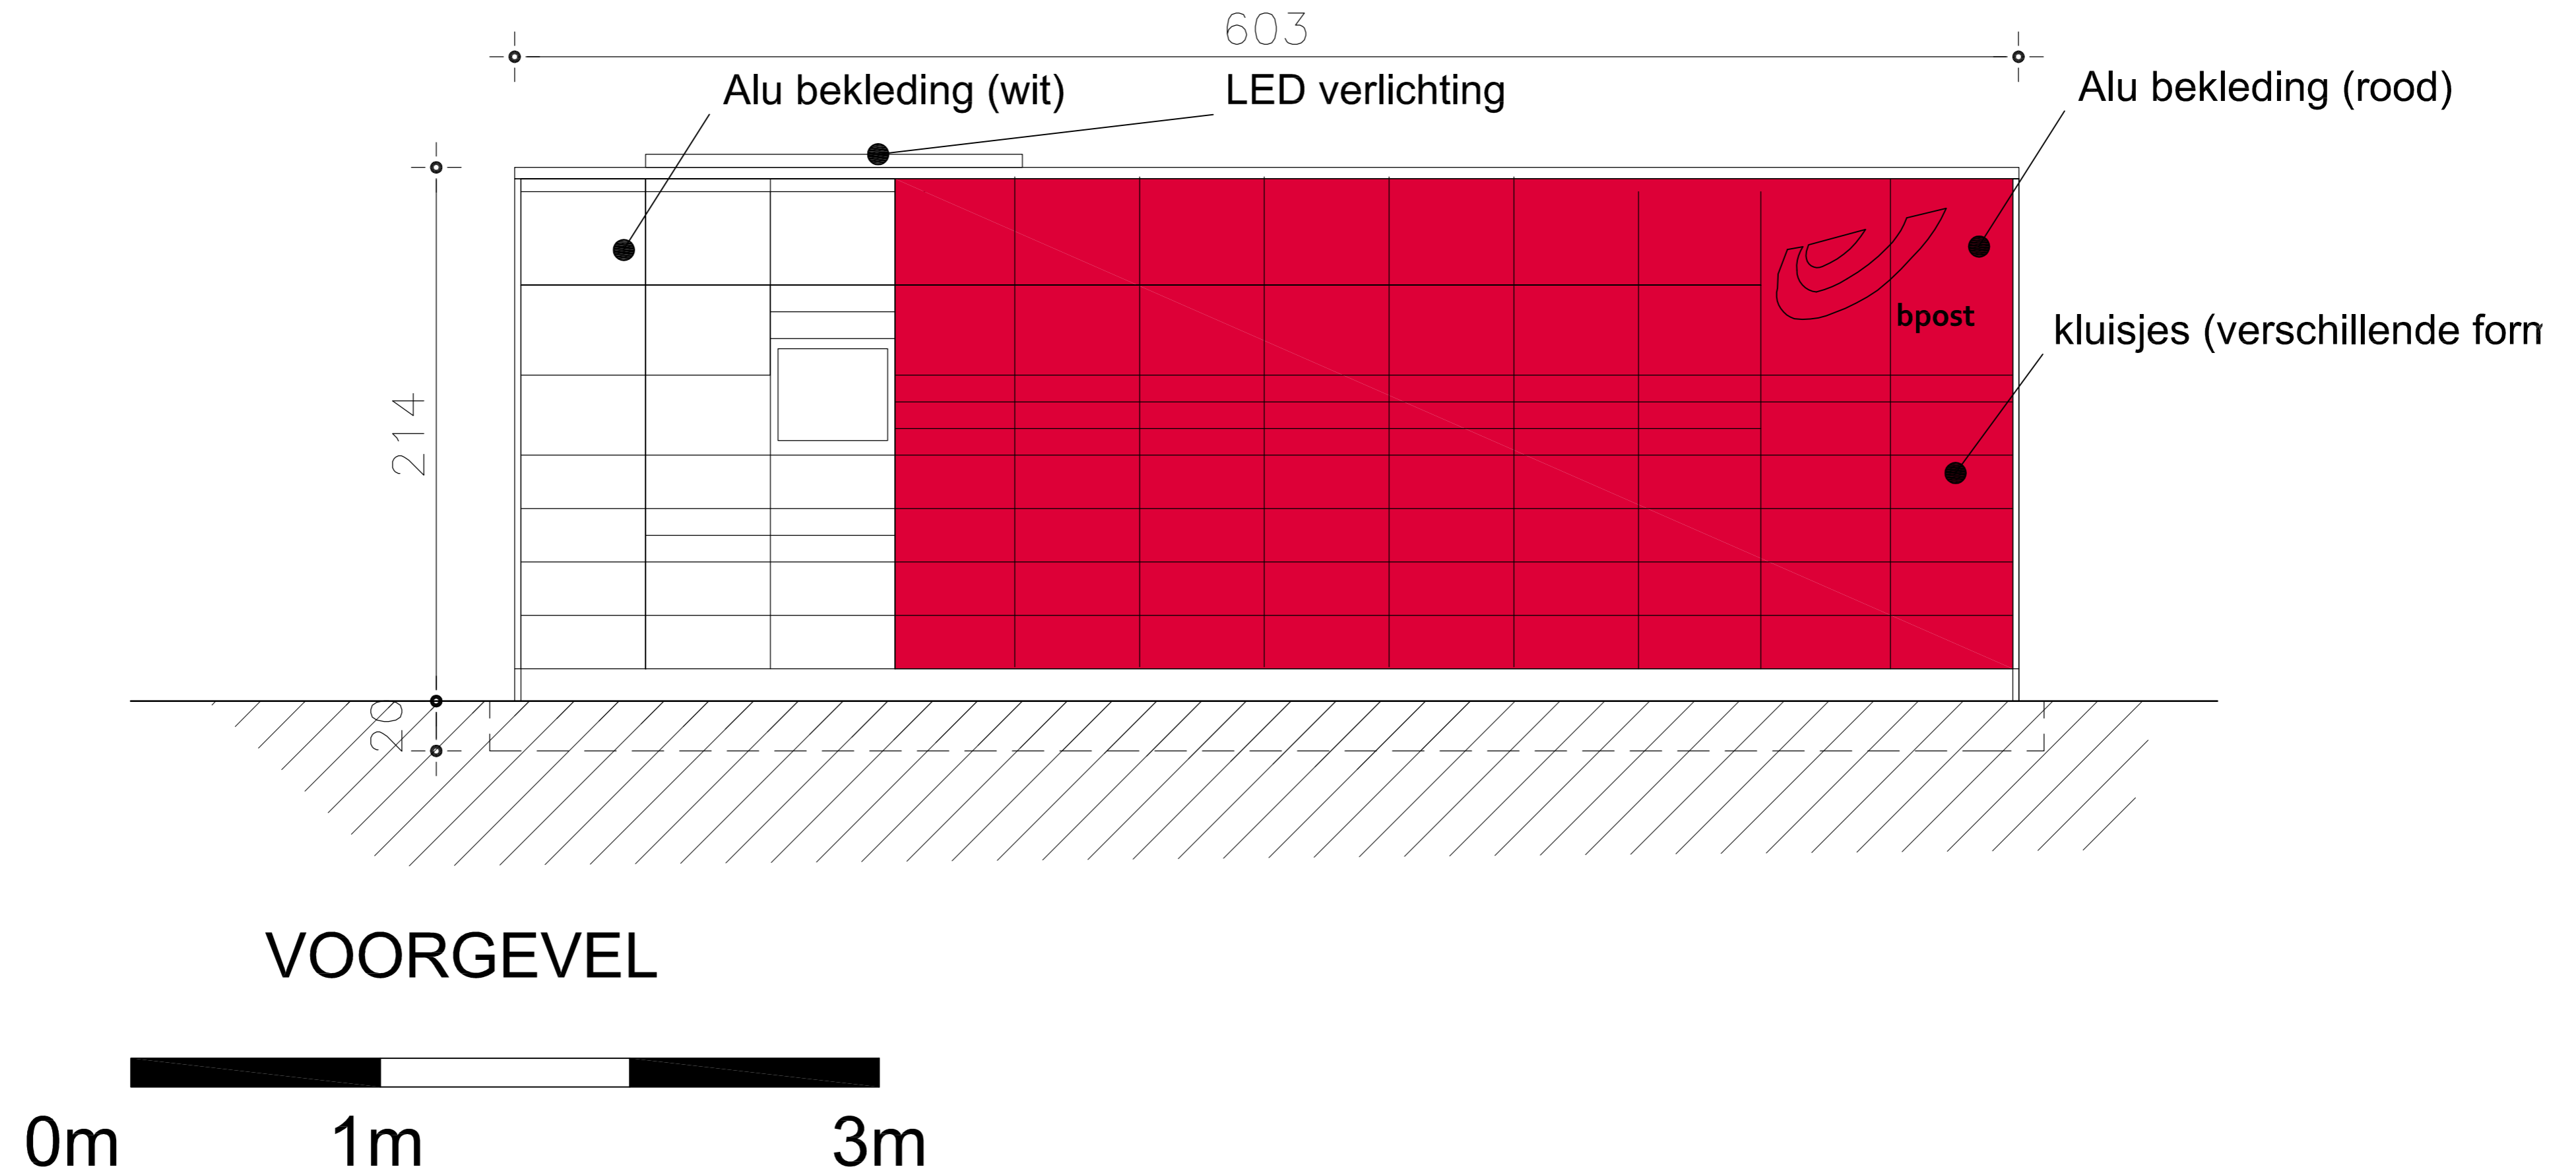 603
Alu bekleding (wit)
LED verlichting
Alu bekleding (rood)
bpost
kluisjes (verschillende
214
20
VOORGEVEL
0m 1m 3m